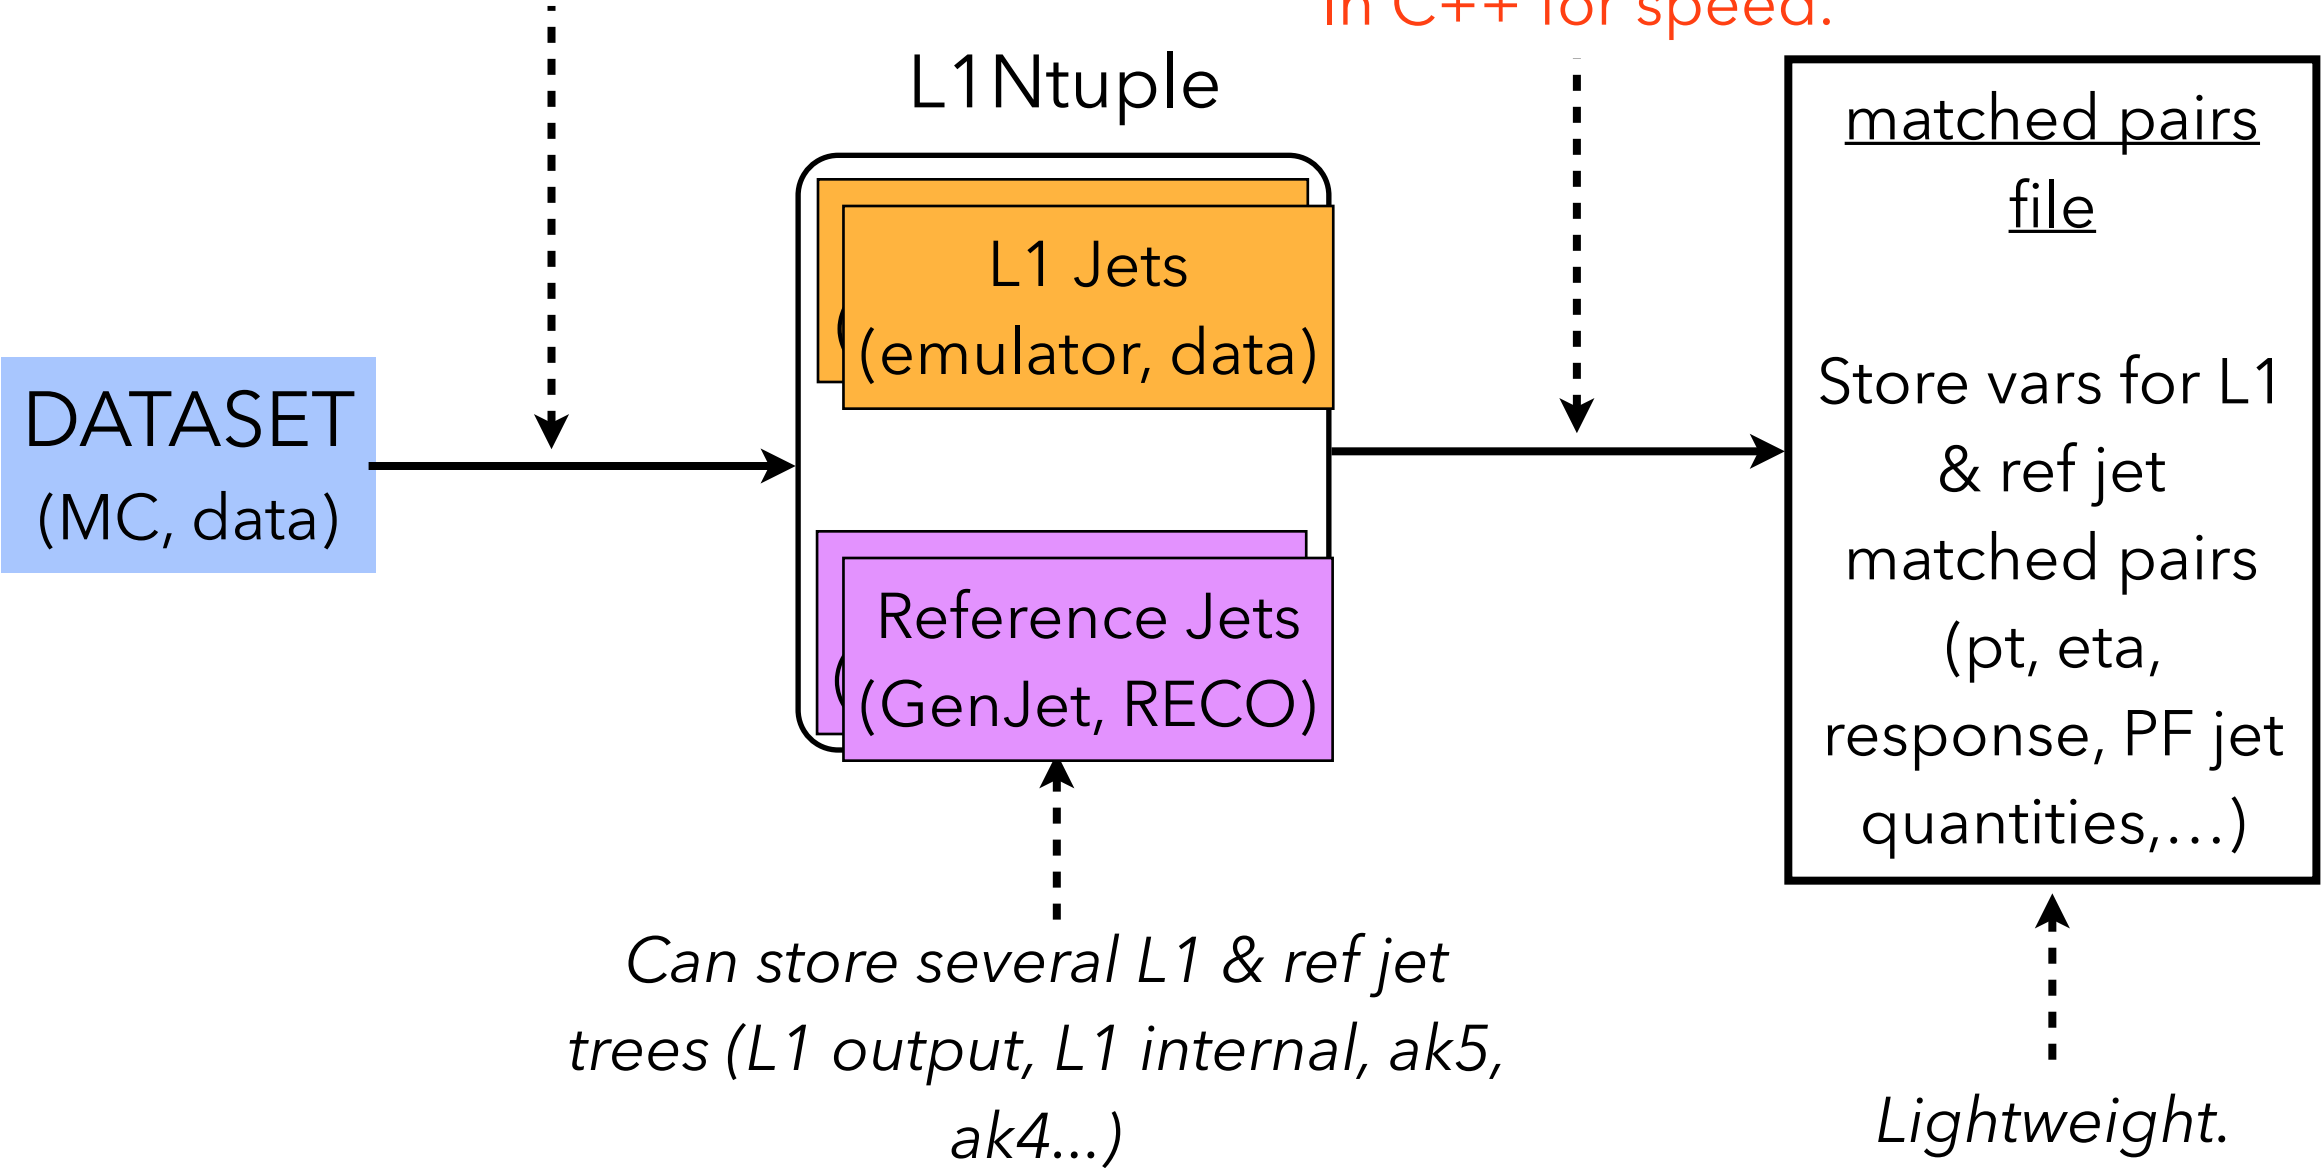 in C++ for speed.
L1Ntuple
DATASET
(MC, data)
L1 Jets
(emulator, data)
Reference Jets
(GenJet, RECO)
Can store several L1 & ref jet
trees (L1 output, L1 internal, ak5,
ak4...)
matched pairs
file
Store vars for L1
& ref jet
matched pairs
(pt, eta,
response, PF jet
quantities,…)
Lightweight.